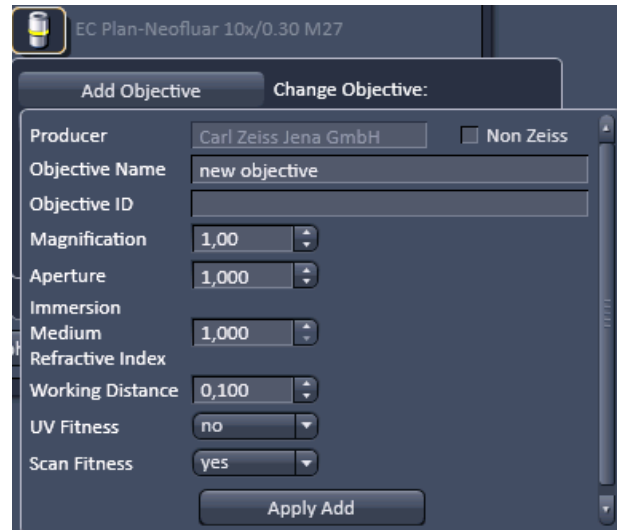 EC Plan-Neofluar 10x/0.30 M27
Add Objective Change Objective:
Producer Carl Zeiss Jena GmbH Non Zeiss
Objective Name new objective
Objective ID
Magnification 1,00
Aperture 1,000
Immersion
Medium 1,000
Refractive Index
Working Distance 0,100
UV Fitness no
Scan Fitness yes
Apply Add